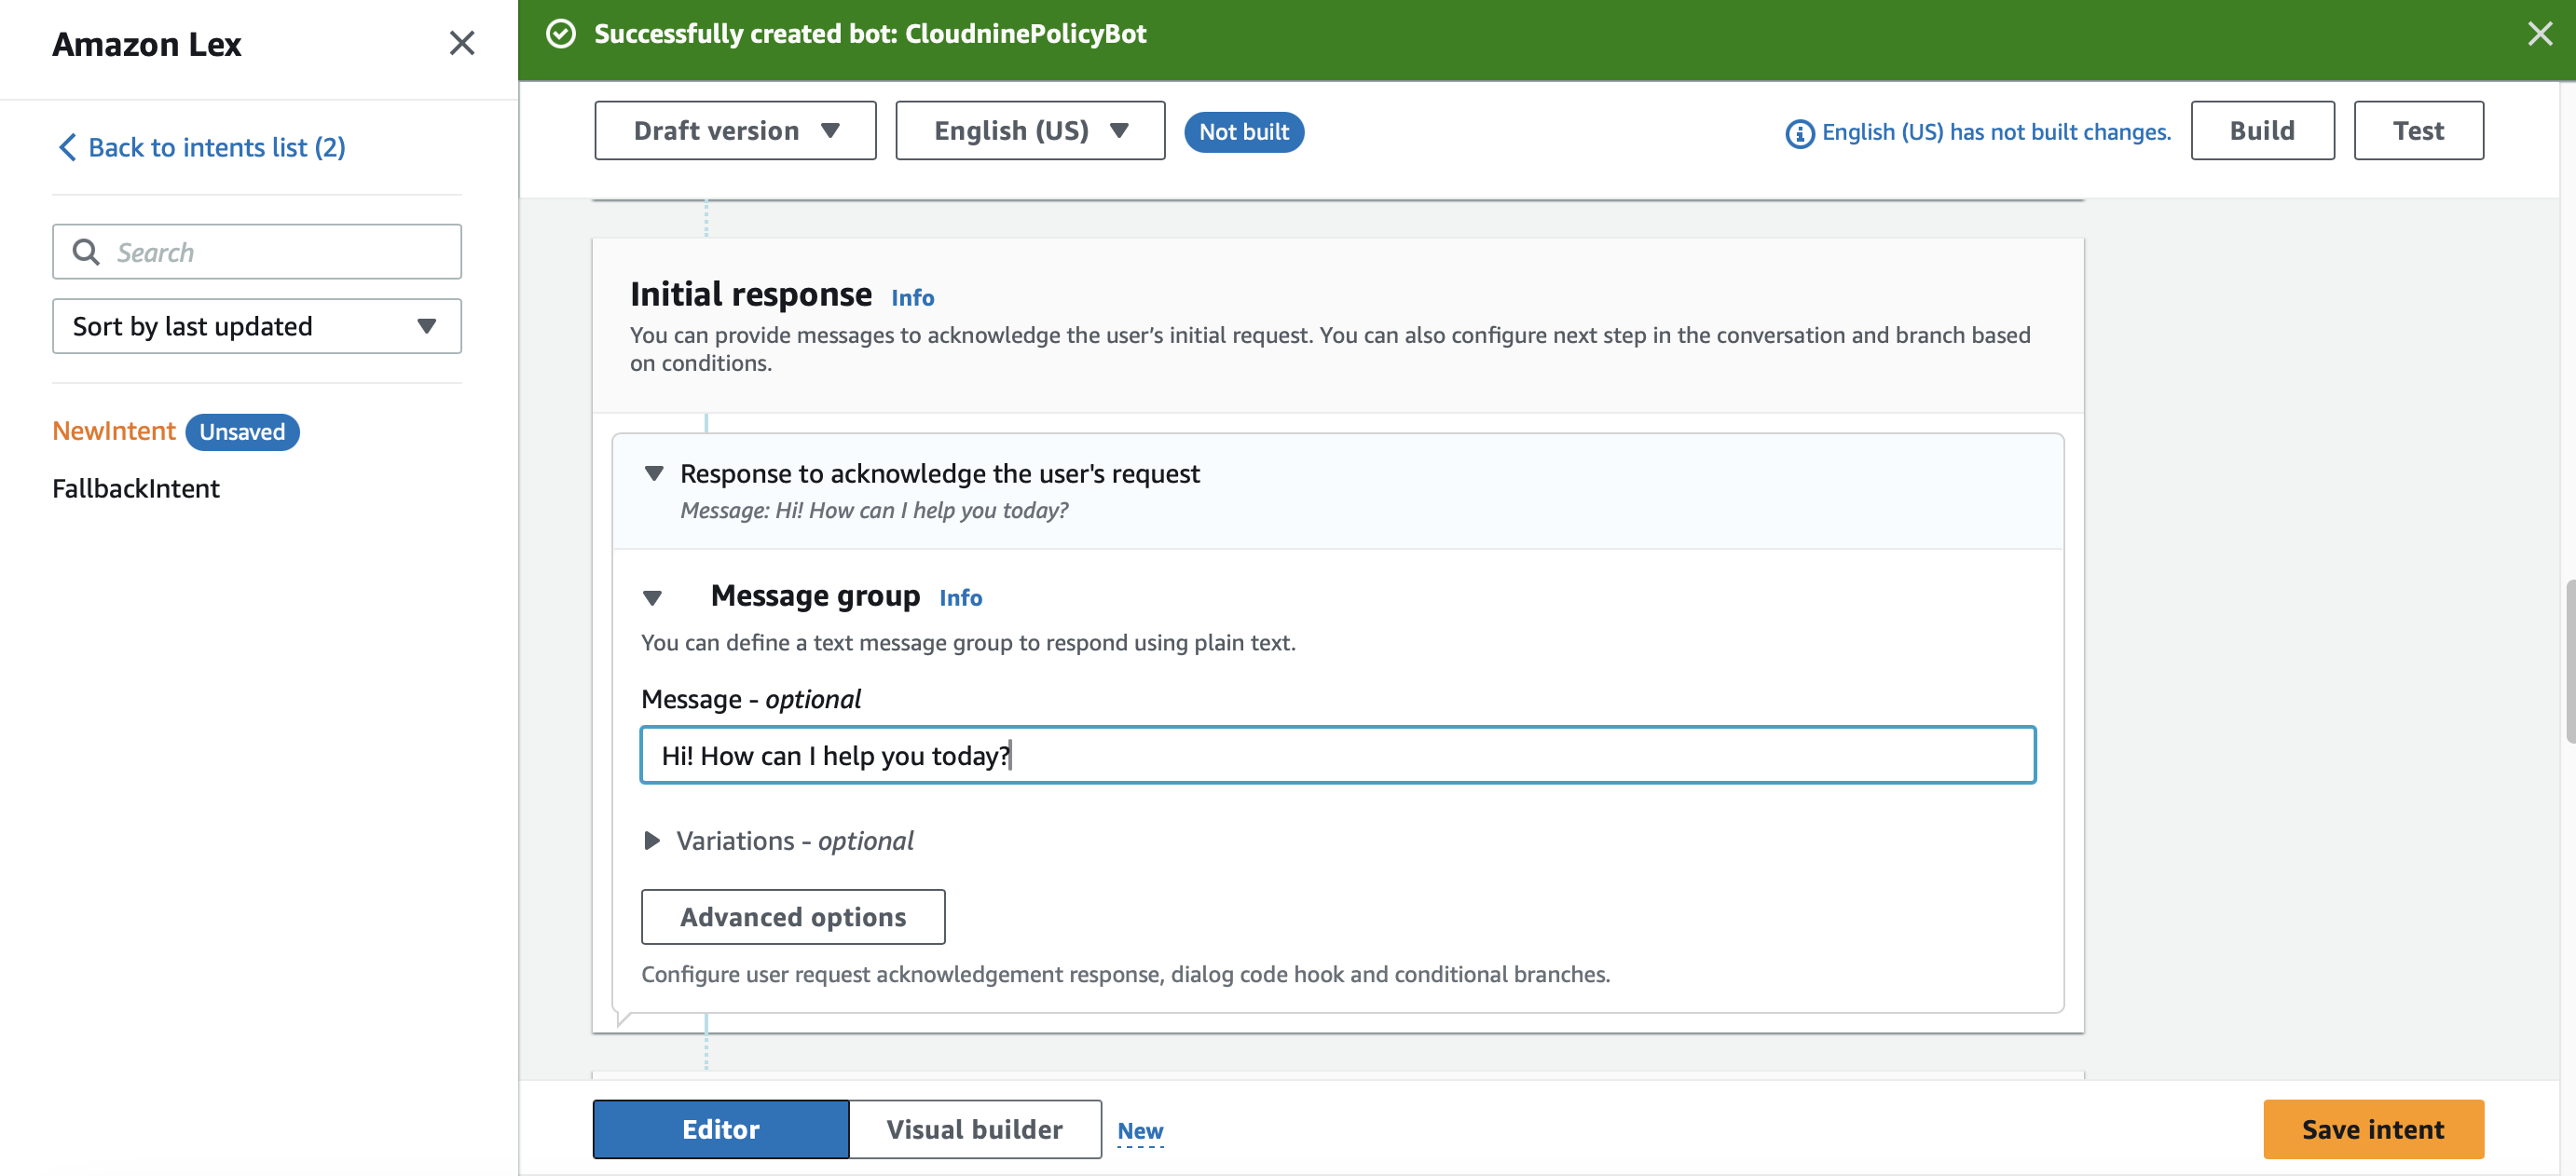 Amazon Lex
Back to intents list (2)
Search
Sort by last updated
NewIntent Unsaved
FallbackIntent
Successfully created bot: CloudninePolicyBot
Draft version English (US) Not built English (US) has not built changes. Build Test
Initial response Info
You can provide messages to acknowledge the user’s initial request. You can also configure next step in the conversation and branch based
on conditions.
Response to acknowledge the user's request
Message: Hi! How can I help you today?
Message group Info
You can define a text message group to respond using plain text.
Message - optional
Hi! How can I help you today?
Variations - optional
Advanced options
Configure user request acknowledgement response, dialog code hook and conditional branches.
Editor Visual builder New Save intent